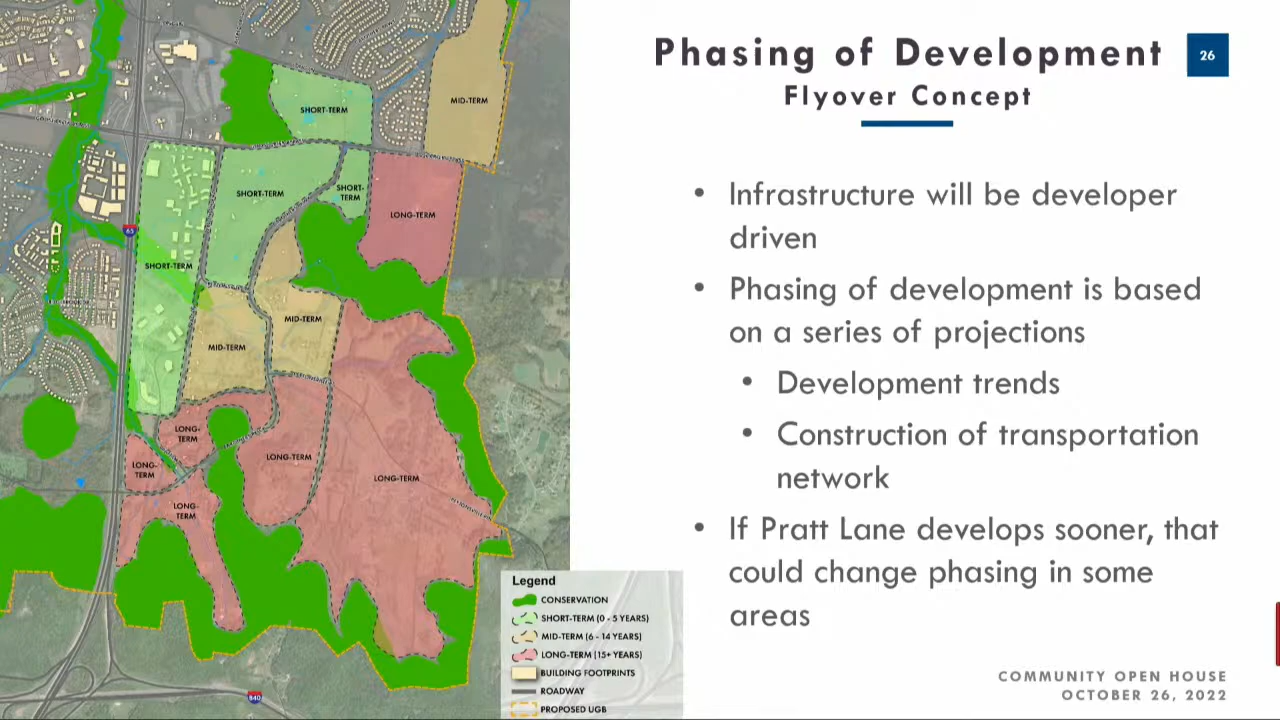 Phasing of Development
26
Flyover Concept
• Infrastructure will be developer
driven
• Phasing of development is based
on a series of projections
• Development trends
• Construction of transportation
network
• If Pratt Lane develops sooner, that
could change phasing in some
areas
COMMUNITY OPEN HOUSE
OCTOBER 26, 2022
SHORT-TERM
MID-TERM
SHORT-TERM
SHORT-
TERM
LONG-TERM
65
SHORT-TERM
MID-TERM
MID-TERM
LONG-
TERM
LONG-
TERM
LONG-TERM
LONG-TERM
LONG-
TERM
840
Legend
CONSERVATION
SHORT-TERM (0 - 5 YEARS)
MID-TERM (6 - 14 YEARS)
LONG-TERM (15+ YEARS)
BUILDING FOOTPRINTS
ROADWAY
PROPOSED UGB